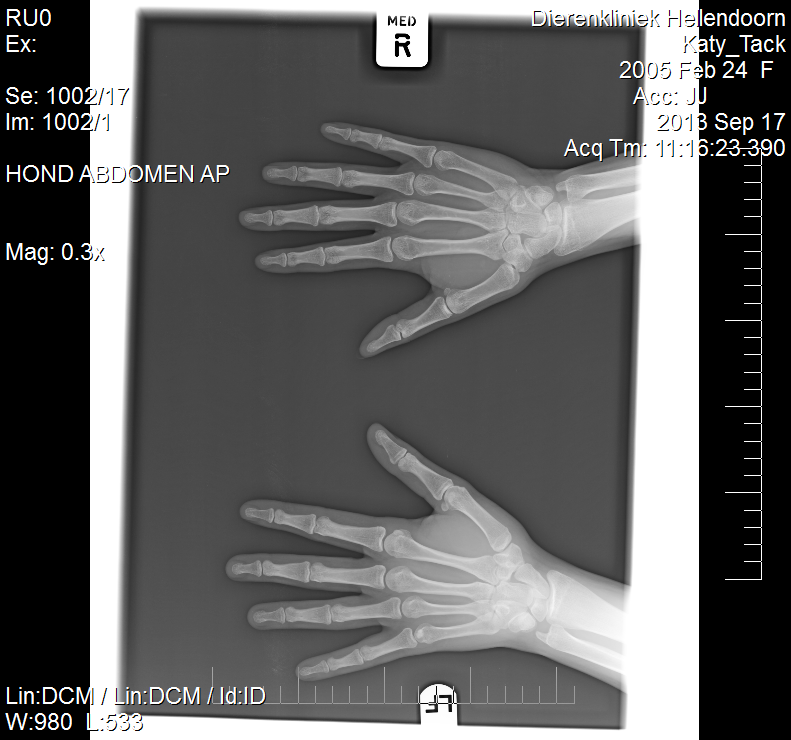 RU0
Ex:
Se: 1002/17
Im: 1002/1
HOND ABDOMEN AP
Mag: 0.3x
MED
R
Dierenkliniek Hellendoorn
Katy_Tack
2005 Feb 24 F
Acc: JJ
2013 Sep 17
Acq Tm: 11:16:23.390
Lin:DCM / Lin:DCM / Id:ID
W:980 L:533